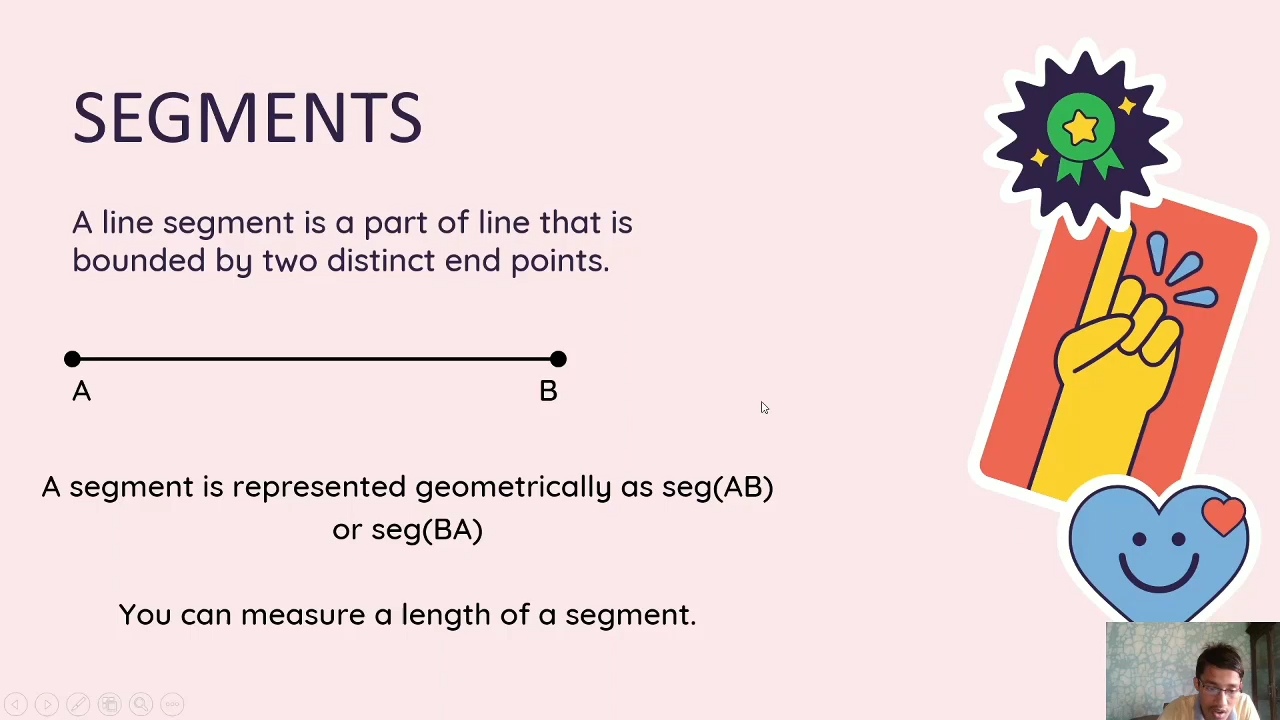 SEGMENTS
A line segment is a part of line that is
bounded by two distinct end points.
A
B
A segment is represented geometrically as seg(AB)
or seg(BA)
You can measure a length of a segment.